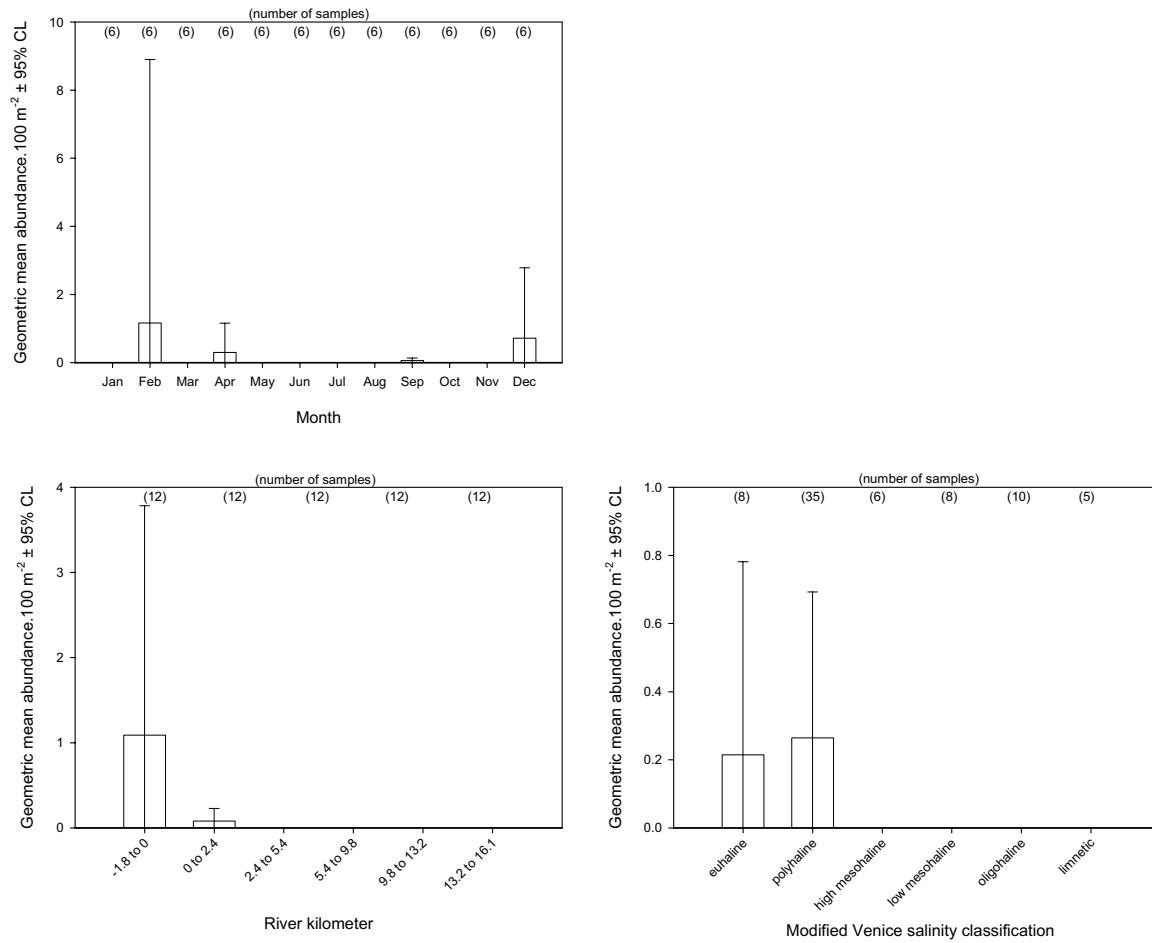 (number of samples)
(6) (6) (6) (6) (6) (6) (6) (6) (6) (6) (6) (6)
Geometric mean abundance.100 m⁻² ± 95% CL
10
8
6
4
2
0
Jan Feb Mar Apr May Jun Jul Aug Sep Oct Nov Dec
Month
(number of samples)
(12) (12) (12) (12) (12)
Geometric mean abundance.100 m⁻² ± 95% CL
4
3
2
1
0
-1.8 to 0
0 to 2.4
2.4 to 5.4
5.4 to 9.8
9.8 to 13.2
13.2 to 16.1
River kilometer
(number of samples)
(8) (35) (6) (8) (10) (5)
Geometric mean abundance.100 m⁻² ± 95% CL
1.0
0.8
0.6
0.4
0.2
0.0
euhaline
polyhaline
high mesohaline
low mesohaline
oligohaline
limnetic
Modified Venice salinity classification